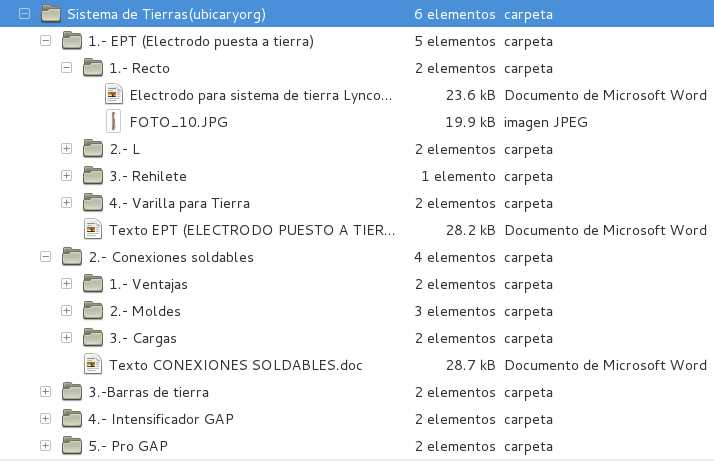 Sistema de Tierras(ubicaryorg) 6 elementos carpeta
1.- EPT (Electrodo puesta a tierra) 5 elementos carpeta
1.- Recto 2 elementos carpeta
Electrodo para sistema de tierra Lynco... 23.6 kB Documento de Microsoft Word
FOTO_10.JPG 19.9 kB imagen JPEG
2.- L 2 elementos carpeta
3.- Rehilete 1 elemento carpeta
4.- Varilla para Tierra 2 elementos carpeta
Texto EPT (ELECTRODO PUESTO A TIER... 28.2 kB Documento de Microsoft Word
2.- Conexiones soldables 4 elementos carpeta
1.- Ventajas 2 elementos carpeta
2.- Moldes 3 elementos carpeta
3.- Cargas 2 elementos carpeta
Texto CONEXIONES SOLDABLES.doc 28.7 kB Documento de Microsoft Word
3.-Barras de tierra 2 elementos carpeta
4.- Intensificador GAP 2 elementos carpeta
5.- Pro GAP 2 elementos carpeta